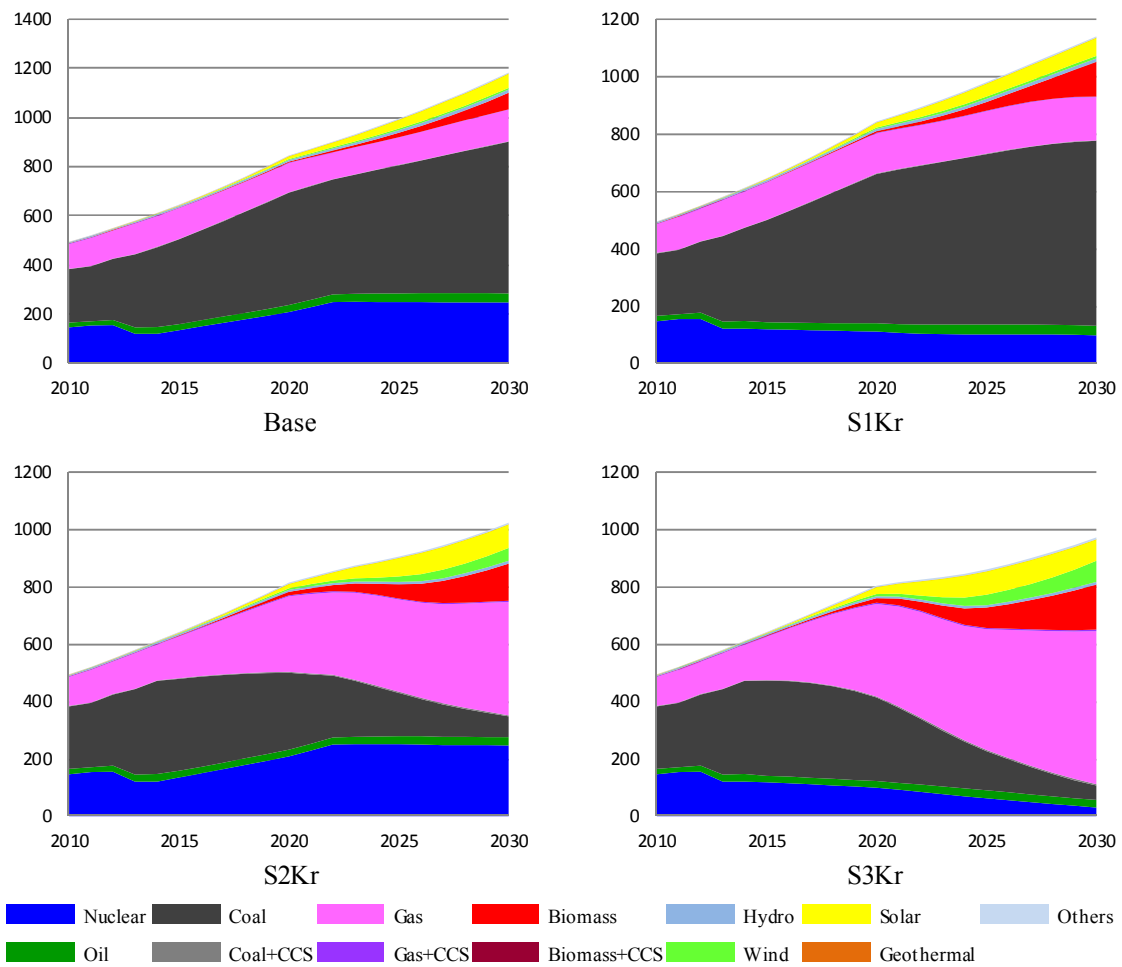 1400
1200
1000
800
600
400
200
0
2010 2015 2020 2025 2030
Base
1200
1000
800
600
400
200
0
2010 2015 2020 2025 2030
S1Kr
1200
1000
800
600
400
200
0
2010 2015 2020 2025 2030
S2Kr
1200
1000
800
600
400
200
0
2010 2015 2020 2025 2030
S3Kr
Nuclear Coal Gas Biomass Hydro Solar Others
Oil Coal+CCS Gas+CCS Biomass+CCS Wind Geothermal